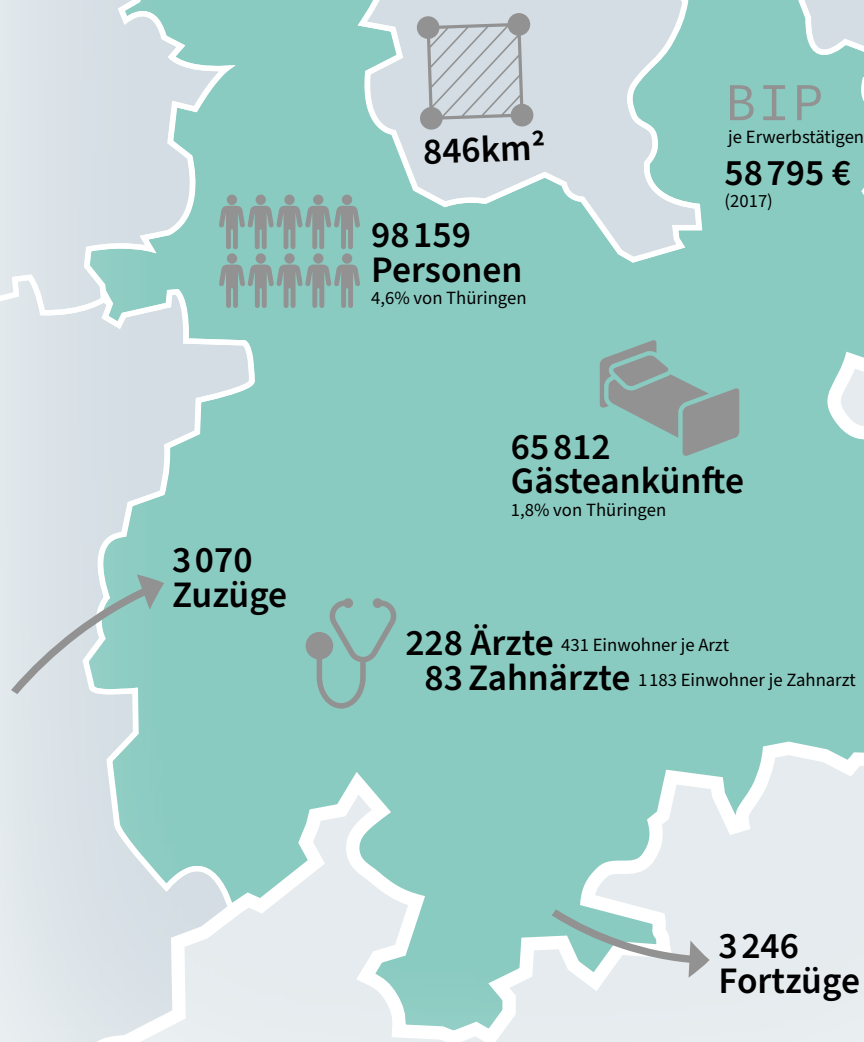 846km²
BIP
je Erwerbstätigen
58 795 €
(2017)
98 159
Personen
4,6% von Thüringen
65 812
Gästeankünfte
1,8% von Thüringen
3 070
Zuzüge
228 Ärzte 431 Einwohner je Arzt
83 Zahnärzte 1 183 Einwohner je Zahnarzt
3 246
Fortzüge